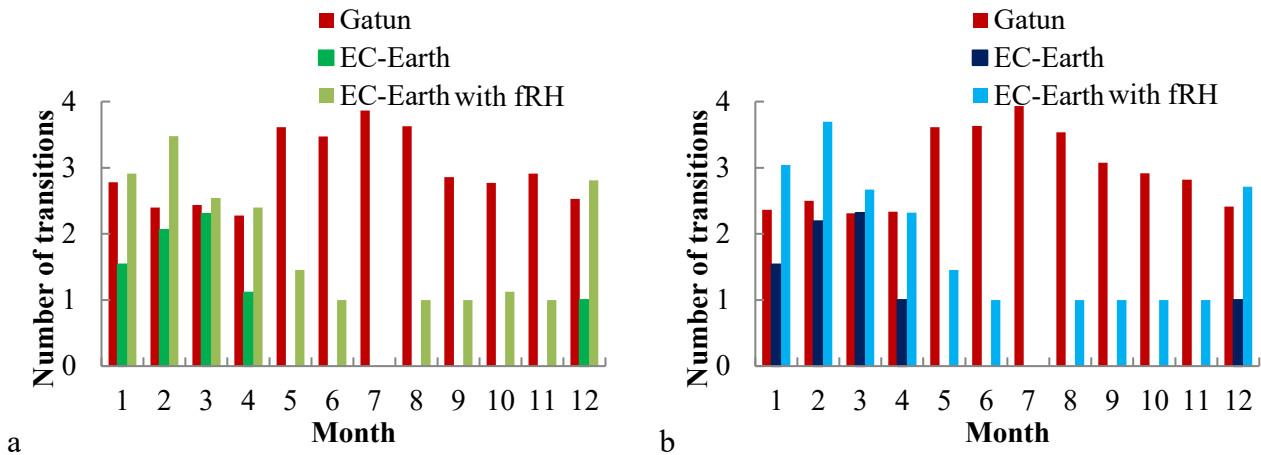 Gatun
EC-Earth
EC-Earth with fRH
Number of transitions
4
3
2
1
0
1 2 3 4 5 6 7 8 9 10 11 12
Month
a
Gatun
EC-Earth
EC-Earth with fRH
Number of transitions
4
3
2
1
0
1 2 3 4 5 6 7 8 9 10 11 12
Month
b